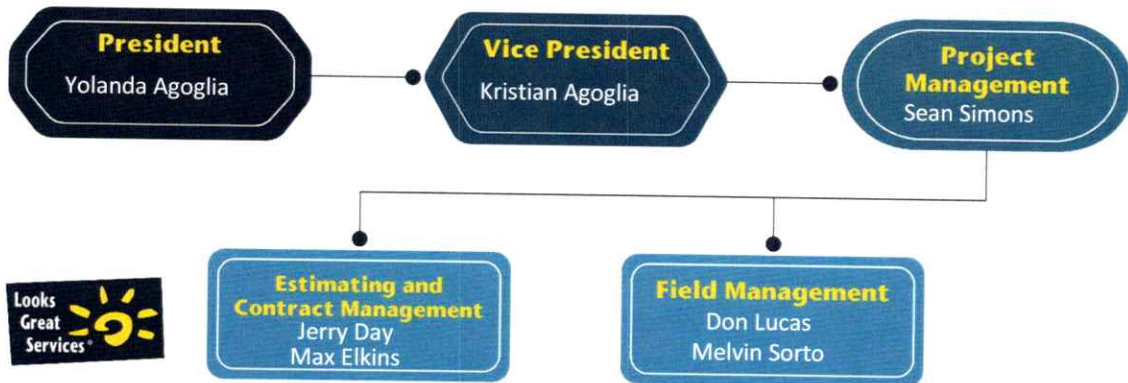 President
Yolanda Agoglia
Vice President
Kristian Agoglia
Project
Management
Sean Simons
Estimating and
Contract Management
Jerry Day
Max Elkins
Field Management
Don Lucas
Melvin Sorto
Looks
Great
Services®